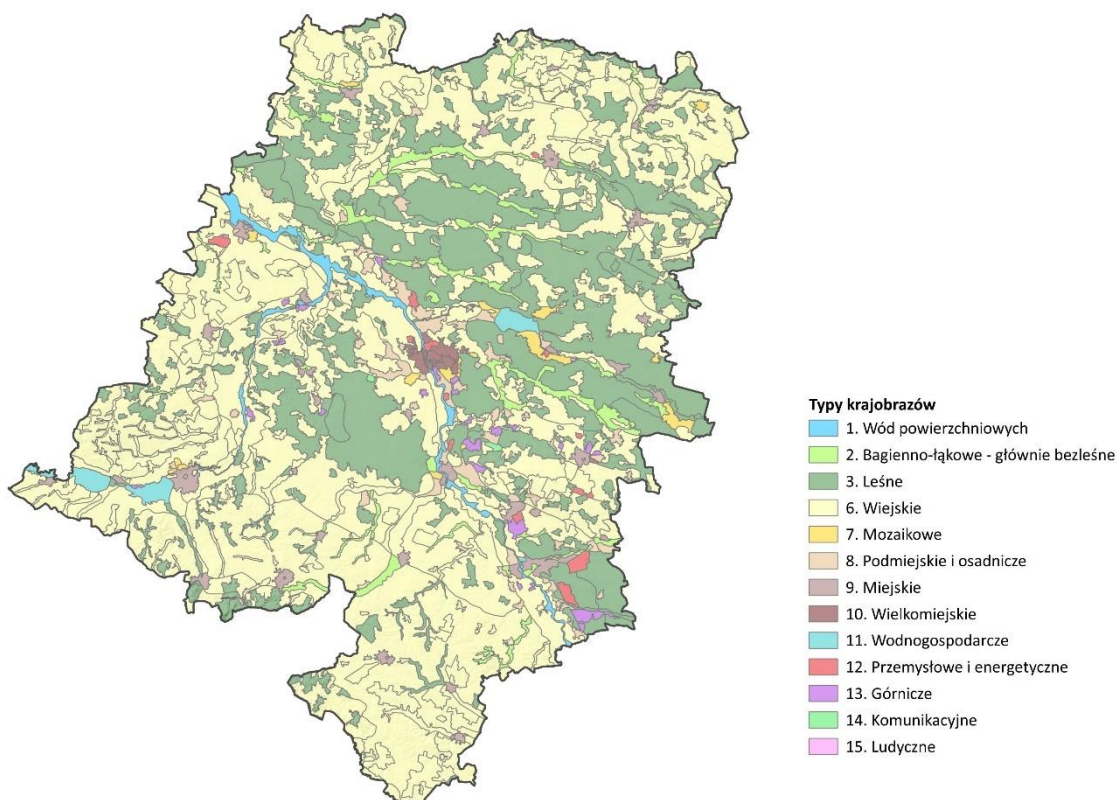 Typy krajobrazów
1. Wód powierzchniowych
2. Bagienno-łąkowe - głównie bezleśne
3. Leśne
6. Wiejskie
7. Mozaikowe
8. Podmiejskie i osadnicze
9. Miejskie
10. Wielkomiejskie
11. Wodnogospodarcze
12. Przemysłowe i energetyczne
13. Górnicze
14. Komunikacyjne
15. Ludyczne